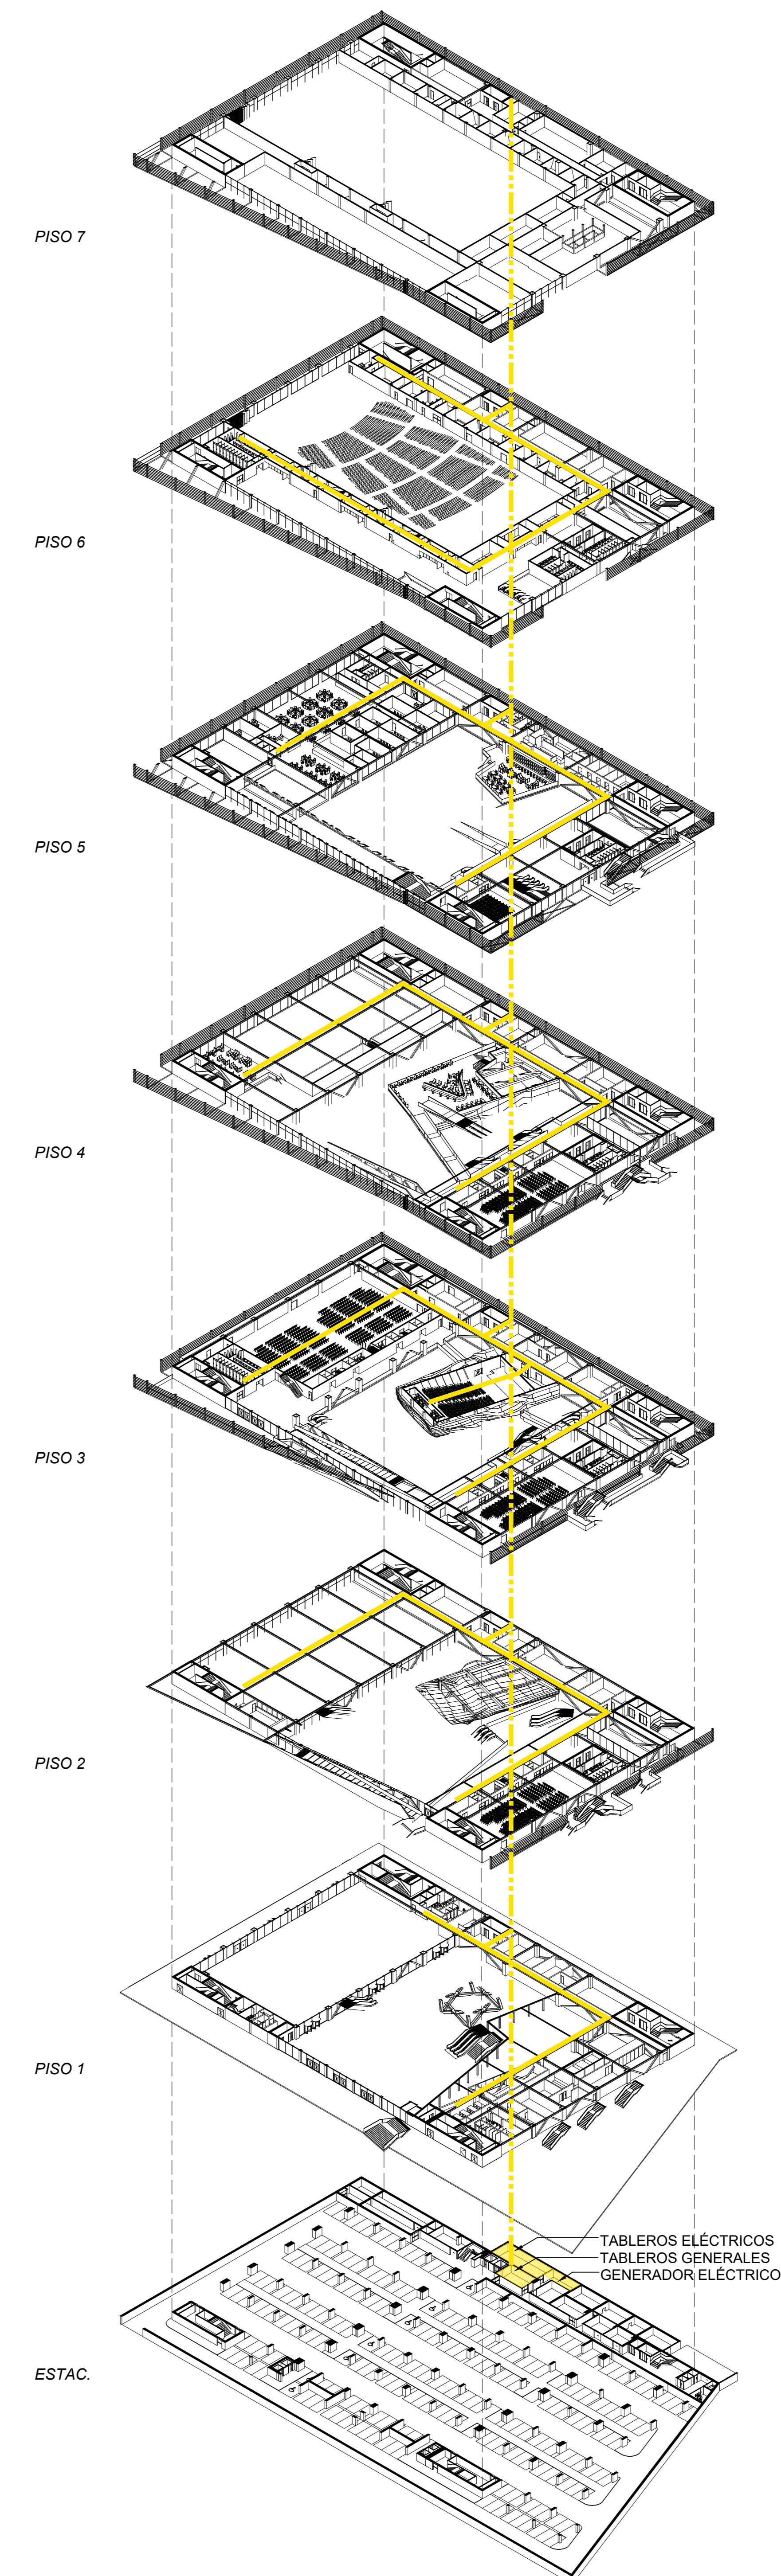 PISO 7
PISO 6
PISO 5
PISO 4
PISO 3
PISO 2
PISO 1
TABLEROS ELÉCTRICOS
TABLEROS GENERALES
GENERADOR ELÉCTRICO
ESTAC.